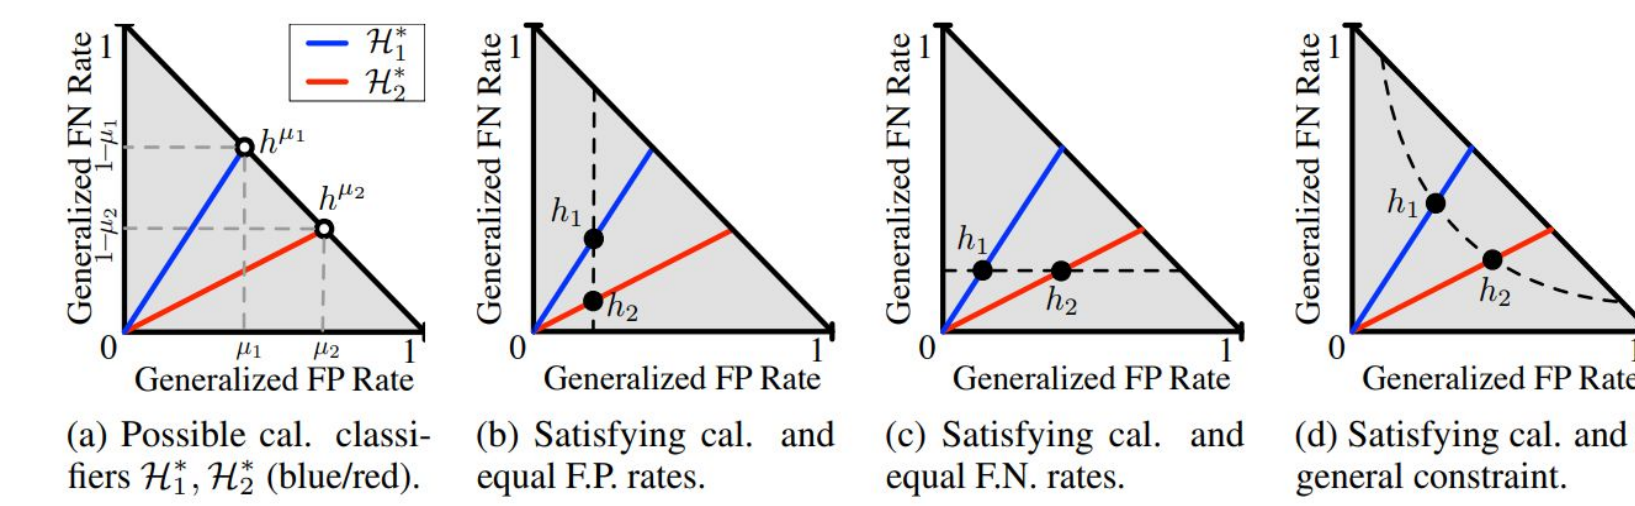 Generalized FN Rate
1
1−μ₁
1−μ₂
0
μ₁
μ₂
1
Generalized FP Rate
ℋ₁*
ℋ₂*
h^{μ₁}
h^{μ₂}
(a) Possible cal. classi-
fiers ℋ₁*, ℋ₂* (blue/red).
Generalized FN Rate
1
h₁
h₂
0
1
Generalized FP Rate
(b) Satisfying cal. and
equal F.P. rates.
Generalized FN Rate
1
h₁
h₂
0
1
Generalized FP Rate
(c) Satisfying cal. and
equal F.N. rates.
Generalized FN Rate
1
h₁
h₂
0
Generalized FP Rate
(d) Satisfying cal. and
general constraint.